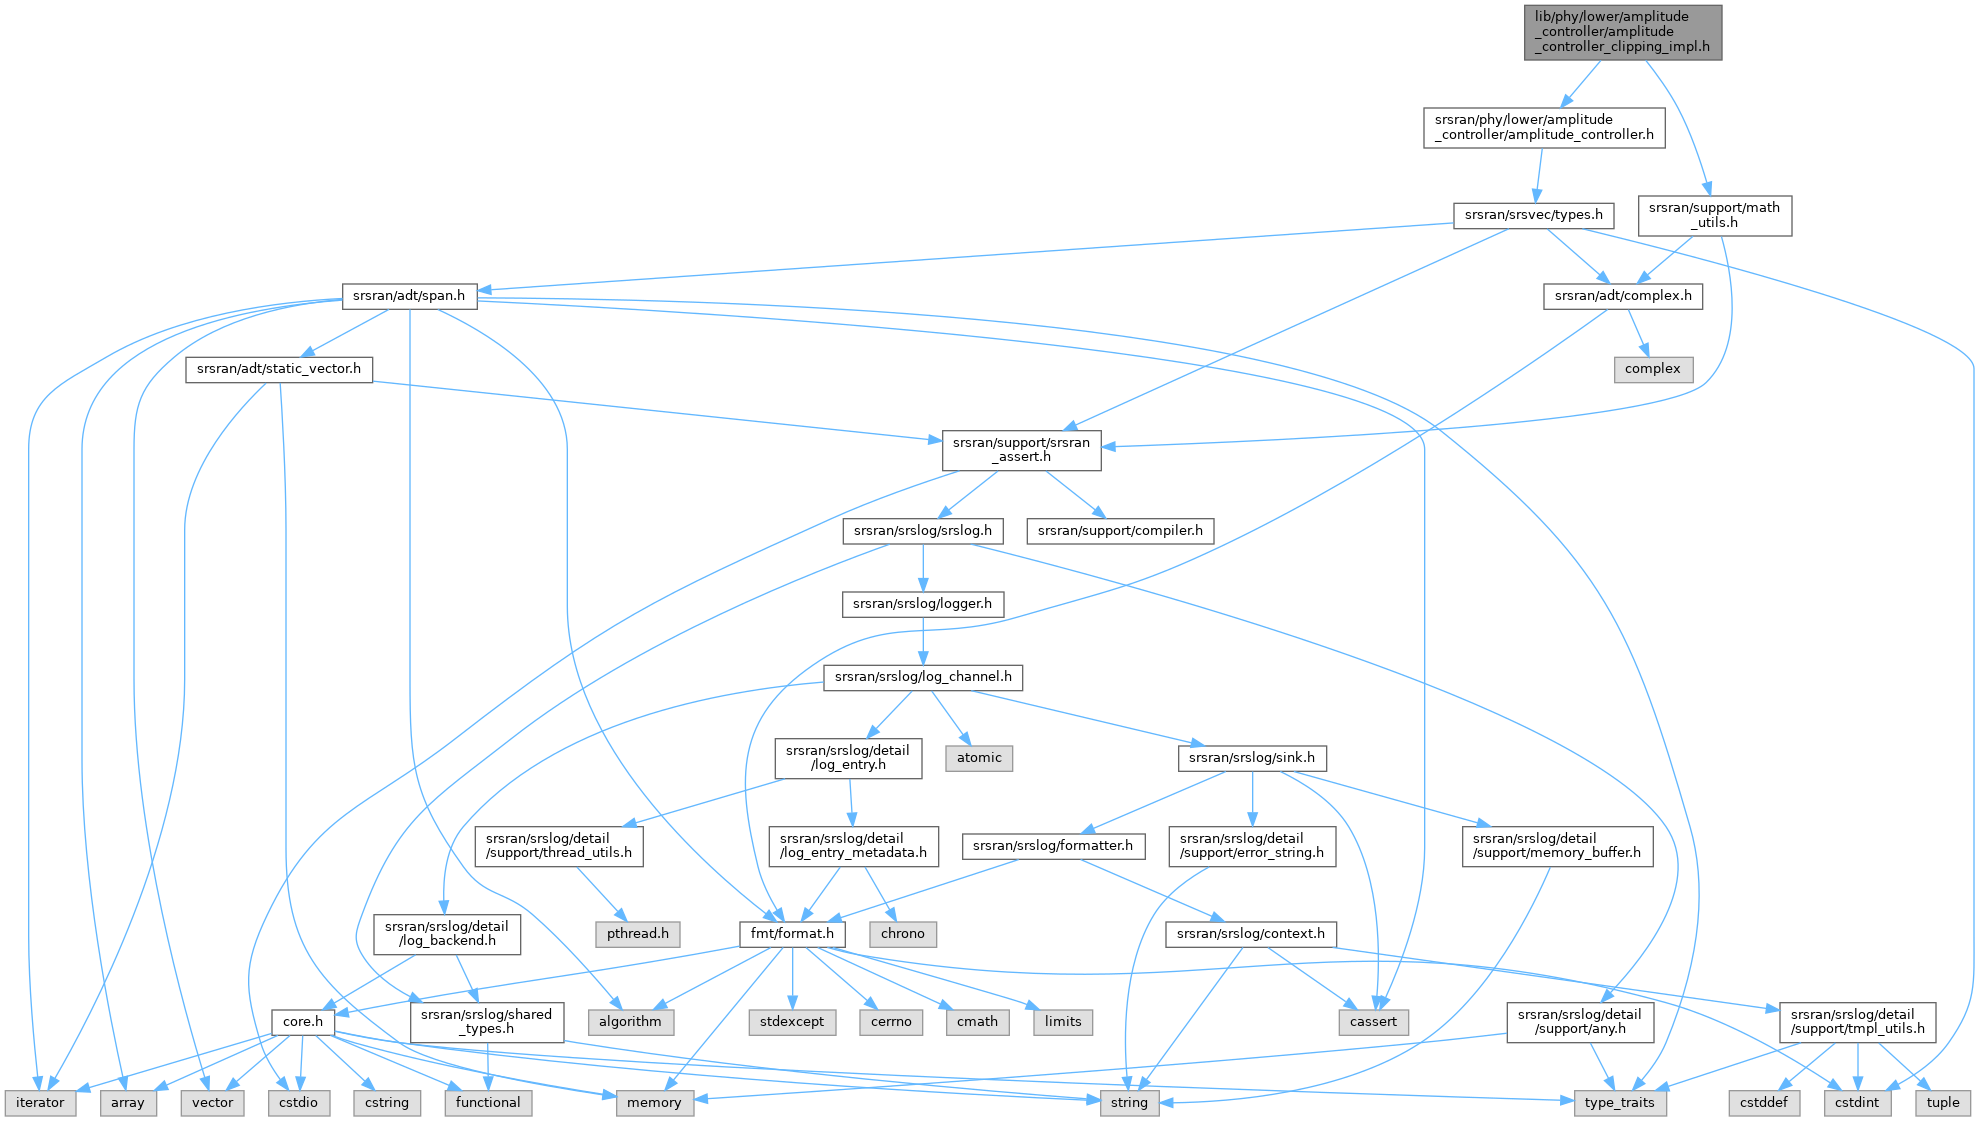 lib/phy/lower/amplitude
_controller/amplitude
_controller_clipping_impl.h
srsran/phy/lower/amplitude
_controller/amplitude_controller.h
srsran/srsvec/types.h
srsran/support/math
_utils.h
srsran/adt/span.h
srsran/adt/complex.h
srsran/adt/static_vector.h
complex
srsran/support/srsran
_assert.h
srsran/srslog/srslog.h
srsran/support/compiler.h
srsran/srslog/logger.h
srsran/srslog/log_channel.h
srsran/srslog/detail
/log_entry.h
atomic
srsran/srslog/sink.h
srsran/srslog/detail
/support/thread_utils.h
srsran/srslog/detail
/log_entry_metadata.h
srsran/srslog/formatter.h
srsran/srslog/detail
/support/error_string.h
srsran/srslog/detail
/support/memory_buffer.h
srsran/srslog/detail
/log_backend.h
pthread.h
fmt/format.h
chrono
srsran/srslog/context.h
core.h
srsran/srslog/shared
_types.h
algorithm
stdexcept
cerrno
cmath
limits
cassert
srsran/srslog/detail
/support/any.h
srsran/srslog/detail
/support/tmpl_utils.h
iterator
array
vector
cstdio
cstring
functional
memory
string
type_traits
cstddef
cstdint
tuple